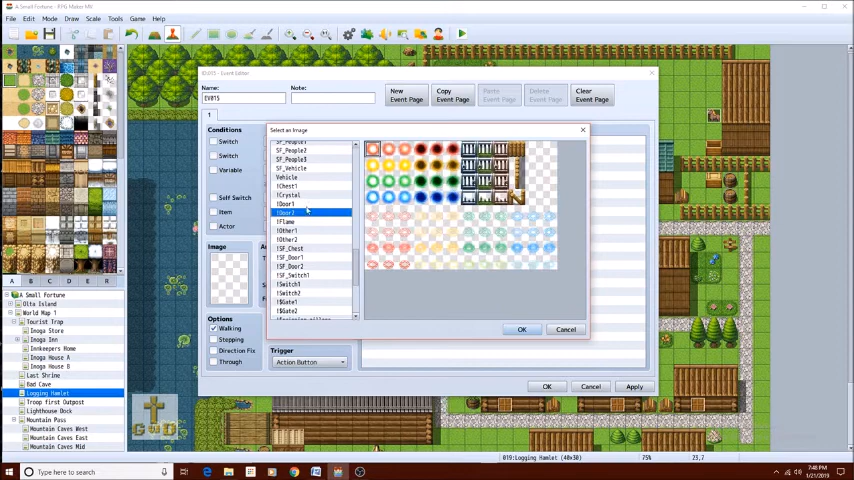 A Small Fortune - RPG Maker MV
File Edit Mode Draw Scale Tools Game Help
ID:015 - Event Editor
Name:
Note:
EV015
New Event Page
Copy Event Page
Paste Event Page
Delete Event Page
Clear Event Page
1
Conditions
Switch
Switch
Variable
Self Switch
Item
Actor
Image
Options
Walking
Stepping
Direction Fix
Through
Trigger
Action Button
Select an Image
SF_People1
SF_People2
SF_People3
SF_Vehicle
Vehicle
!Chest1
!Crystal
!Door1
!Door2
!Flame
!Other1
!Other2
!SF_Chest
!SF_Door1
!SF_Door2
!SF_Switch1
!Switch1
!Switch2
!$Gate1
!$Gate2
OK
Cancel
OK
Cancel
Apply
A B C D R
A Small Fortune
Olta Island
World Map 1
Tourist Trap
Inoga Store
Inoga Inn
Innkeepers Home
Inoga House A
Inoga House B
Last Shrine
Bad Cave
Logging Hamlet
Troop first Outpost
Lighthouse Dock
Mountain Pass
Mountain Caves West
Mountain Caves East
Mountain Caves Mid
GWD
019:Logging Hamlet (40x30)
75%
23,7
Type here to search
7:48 PM
1/21/2019